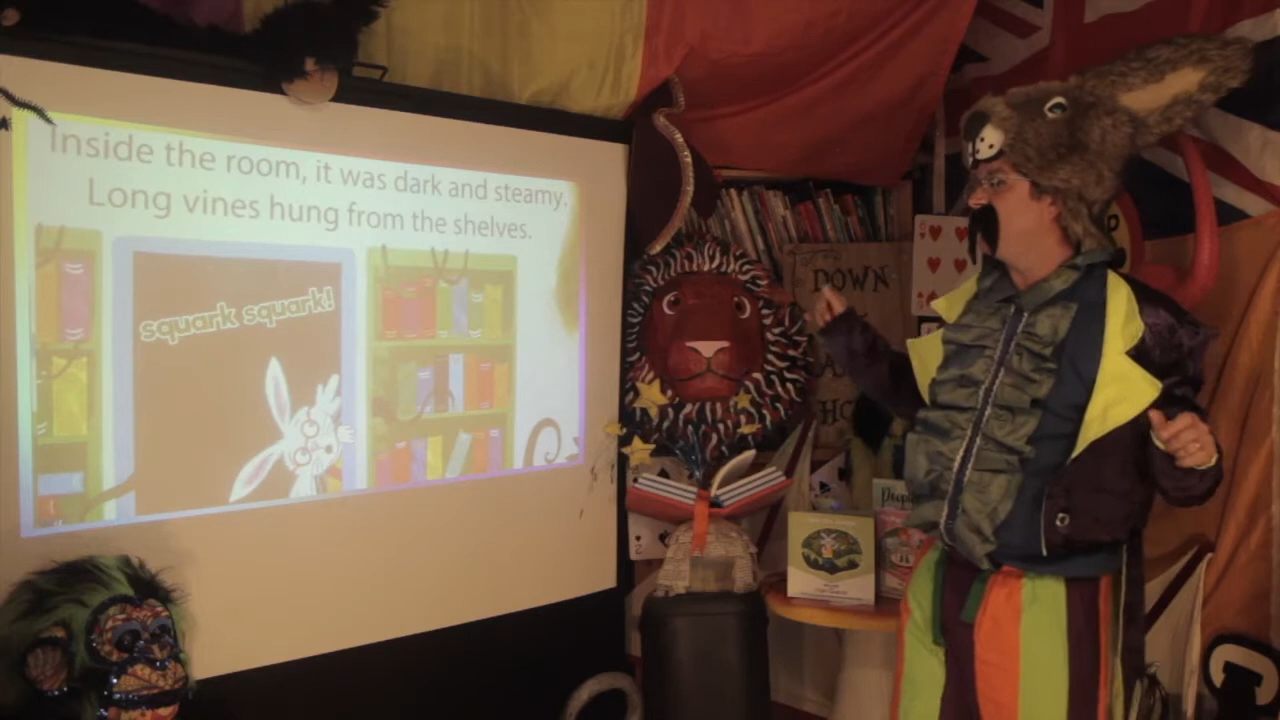 Inside the room, it was dark and steamy.
Long vines hung from the shelves.
squark squark!
DOWN